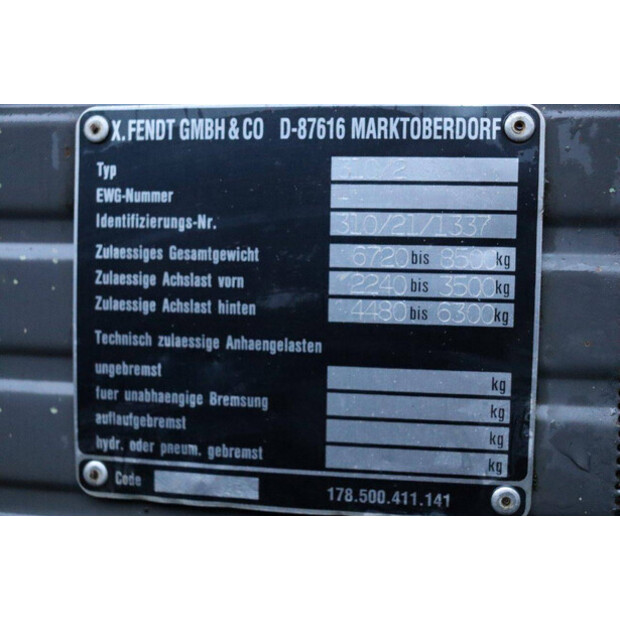 X. FENDT GMBH & CO D-87616 MARKTOBERDORF
Typ
EWG-Nummer
Identifizierungs-Nr. 310/21/1337
Zulaessiges Gesamtgewicht 6720 bis 8500 kg
Zulaessige Achslast vorn 2240 bis 3500 kg
Zulaessige Achslast hinten 4480 bis 6300 kg
Technisch zulaessige Anhaengelasten
ungebremst kg
fuer unabhaengige Bremsung kg
auflaufgebremst kg
hydr. oder pneum. gebremst kg
Code 178.500.411.141